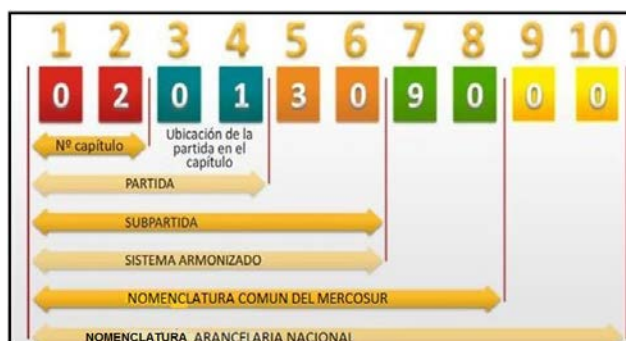 1 2 3 4 5 6 7 8 9 10
0 2 0 1 3 0 9 0 0 0
Nº capítulo
Ubicación de la
partida en el
capítulo
PARTIDA
SUBPARTIDA
SISTEMA ARMONIZADO
NOMENCLATURA COMUN DEL MERCOSUR
NOMENCLATURA ARANCELARIA NACIONAL